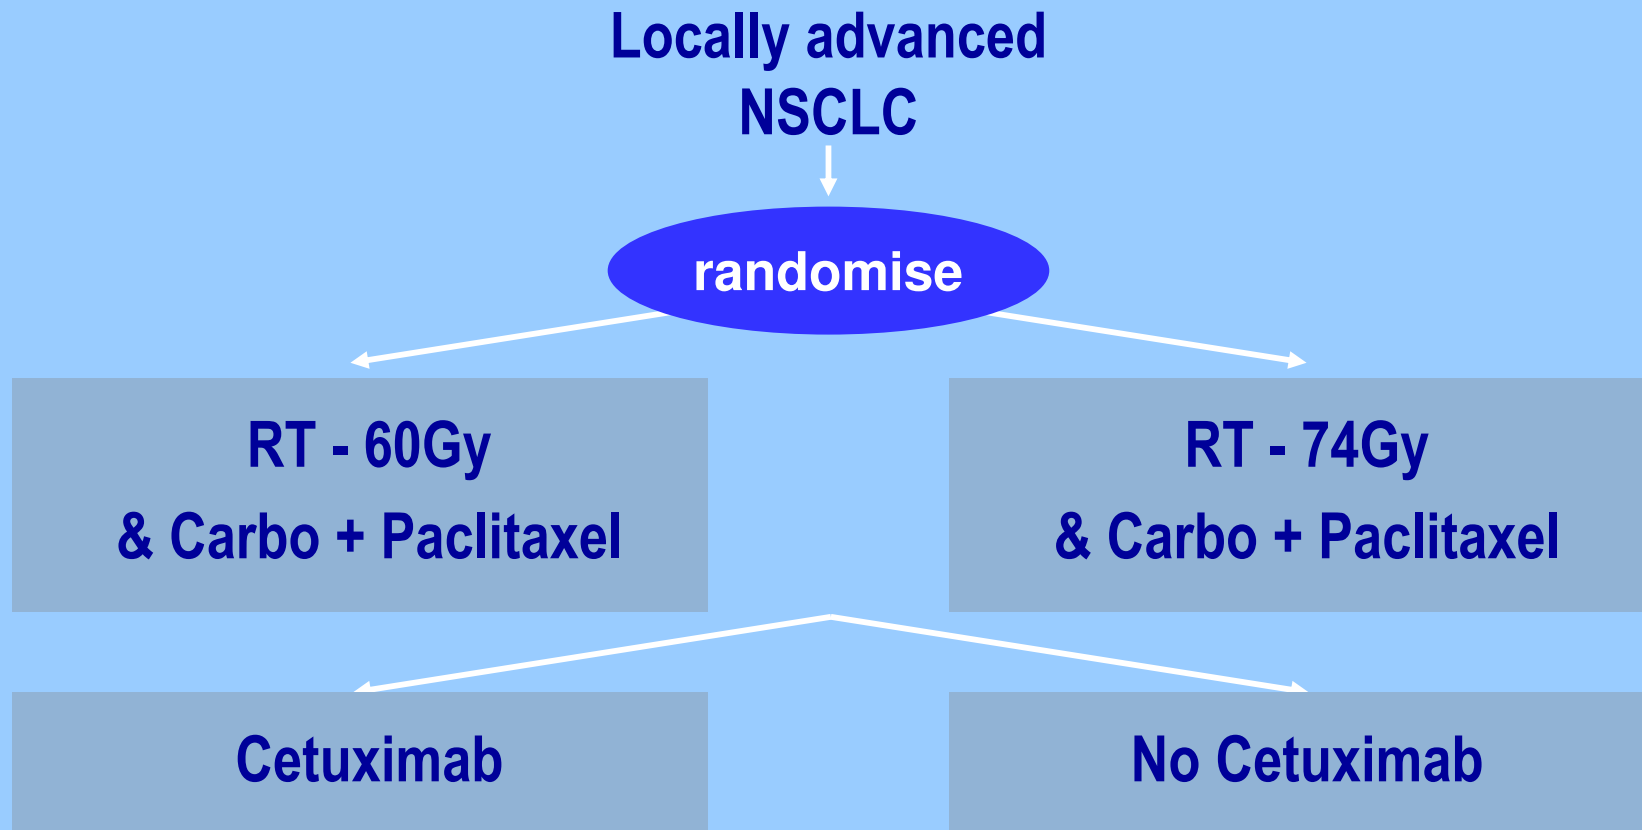 Locally advanced
NSCLC
randomise
RT - 60Gy
& Carbo + Paclitaxel
RT - 74Gy
& Carbo + Paclitaxel
Cetuximab
No Cetuximab